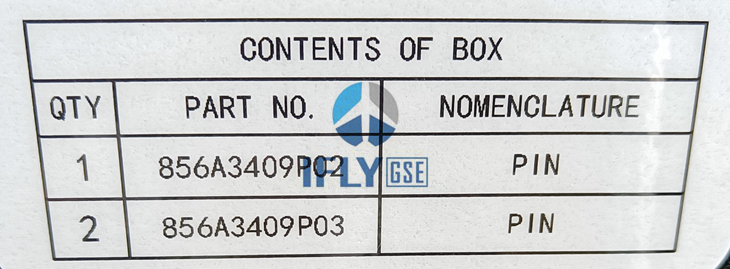 CONTENTS OF BOX
QTY PART NO. NOMENCLATURE
1 856A3409P02 PIN
IFLY GSE
2 856A3409P03 PIN